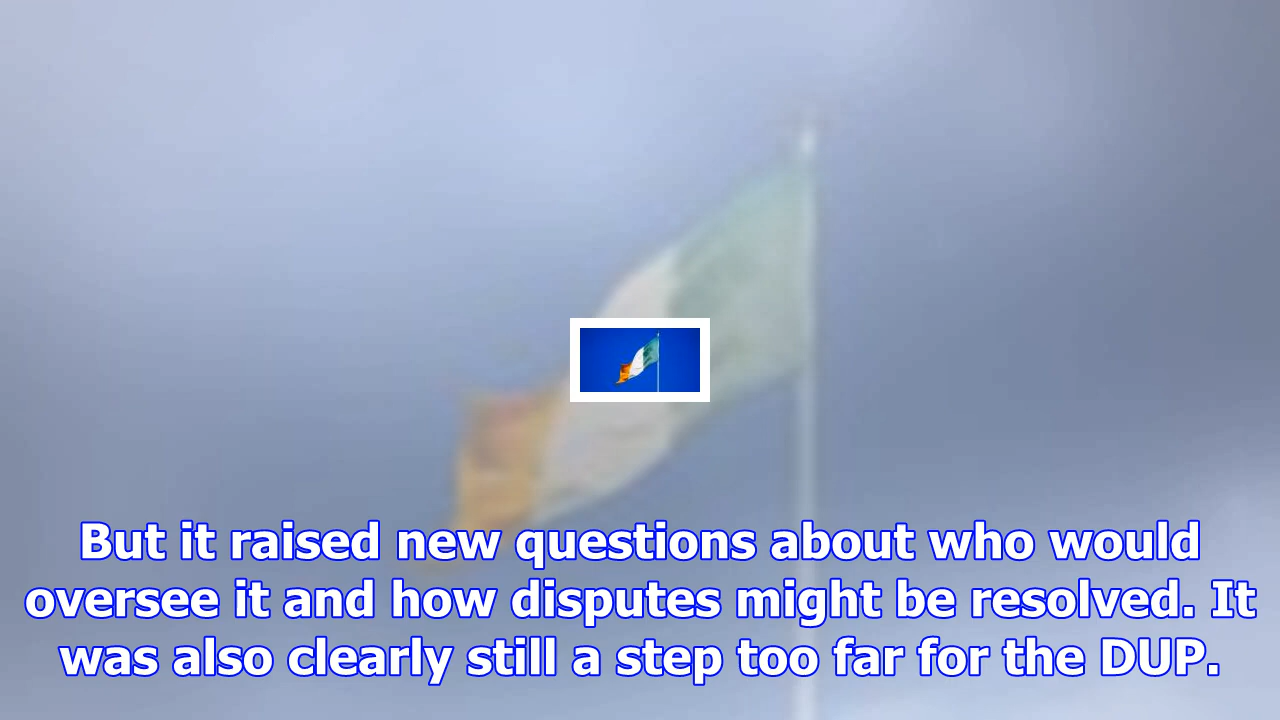 But it raised new questions about who would
oversee it and how disputes might be resolved. It
was also clearly still a step too far for the DUP.